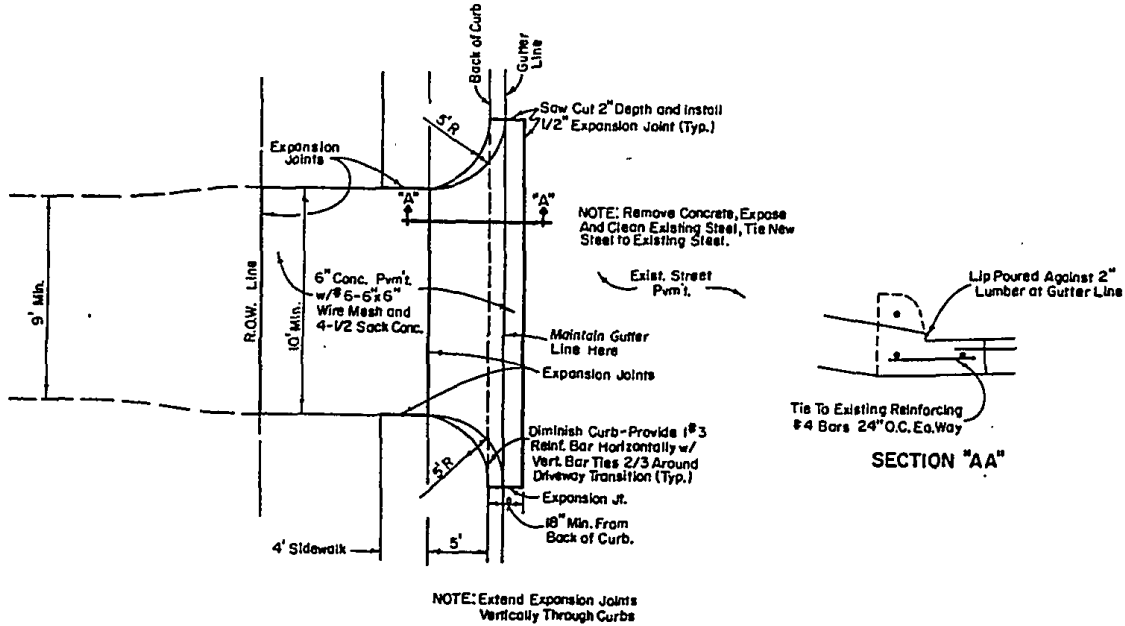 Back of Curb
Gutter
Line
Saw Cut 2" Depth and Install
1/2" Expansion Joint (Typ.)
5' R
Expansion
Joints
"A"
"A"
NOTE: Remove Concrete, Expose
And Clean Existing Steel, Tie New
Steel to Existing Steel.
9' Min.
R.O.W. Line
10' Min.
6" Conc. Pvm't.
w/#6-6"x6"
Wire Mesh and
4-1/2 Sack Conc.
Exist. Street
Pvm't.
Maintain Gutter
Line Here
Expansion Joints
Lip Poured Against 2"
Lumber at Gutter Line
Tie To Existing Reinforcing
#4 Bars 24" O.C. Ea. Way
SECTION "AA"
5'R
Diminish Curb-Provide 1#3
Reinf. Bar Horizontally w/
Vert. Bar Ties 2/3 Around
Driveway Transition (Typ.)
Expansion Jt.
18" Min. From
Back of Curb.
4' Sidewalk
5'
NOTE: Extend Expansion Joints
Vertically Through Curbs